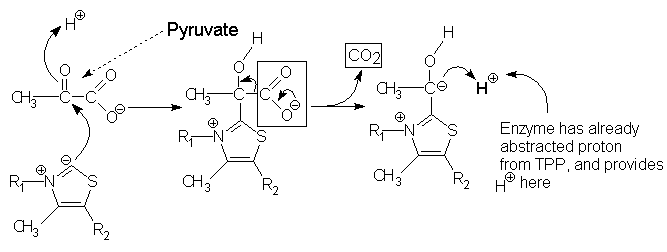 H⊕
Pyruvate
O O
CH₃ C C
O⊖
R₁ N⊕ ⊖ S
CH₃ R₂
H
O
CH₃ C C O
O⊖
R₁ N⊕ S
CH₃ R₂
CO2
H
O
CH₃ C⊖ H⊕
R₁ N⊕ S
CH₃ R₂
Enzyme has already
abstracted proton
from TPP, and provides
H⊕ here